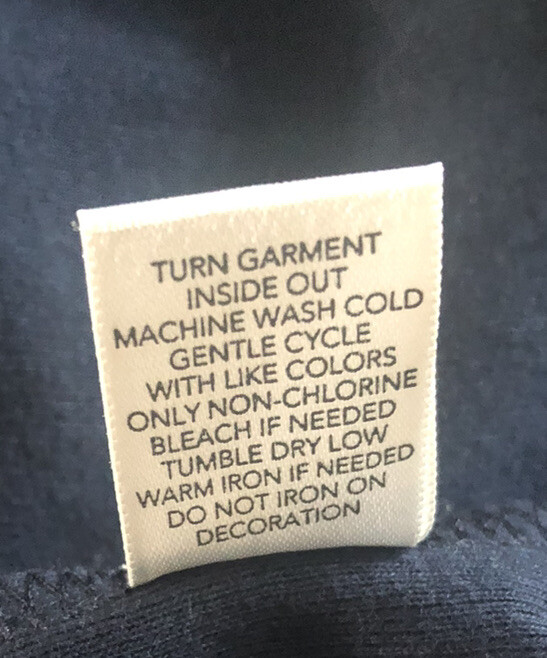 TURN GARMENT
INSIDE OUT
MACHINE WASH COLD
GENTLE CYCLE
WITH LIKE COLORS
ONLY NON-CHLORINE
BLEACH IF NEEDED
TUMBLE DRY LOW
WARM IRON IF NEEDED
DO NOT IRON ON
DECORATION